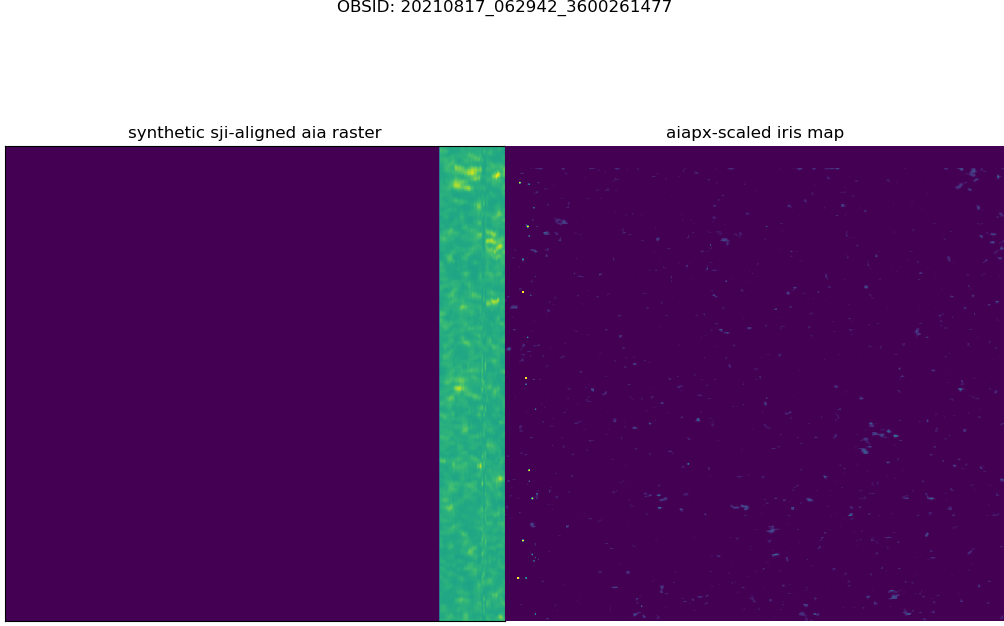 OBSID: 20210817_062942_3600261477
synthetic sji-aligned aia raster
aiapx-scaled iris map